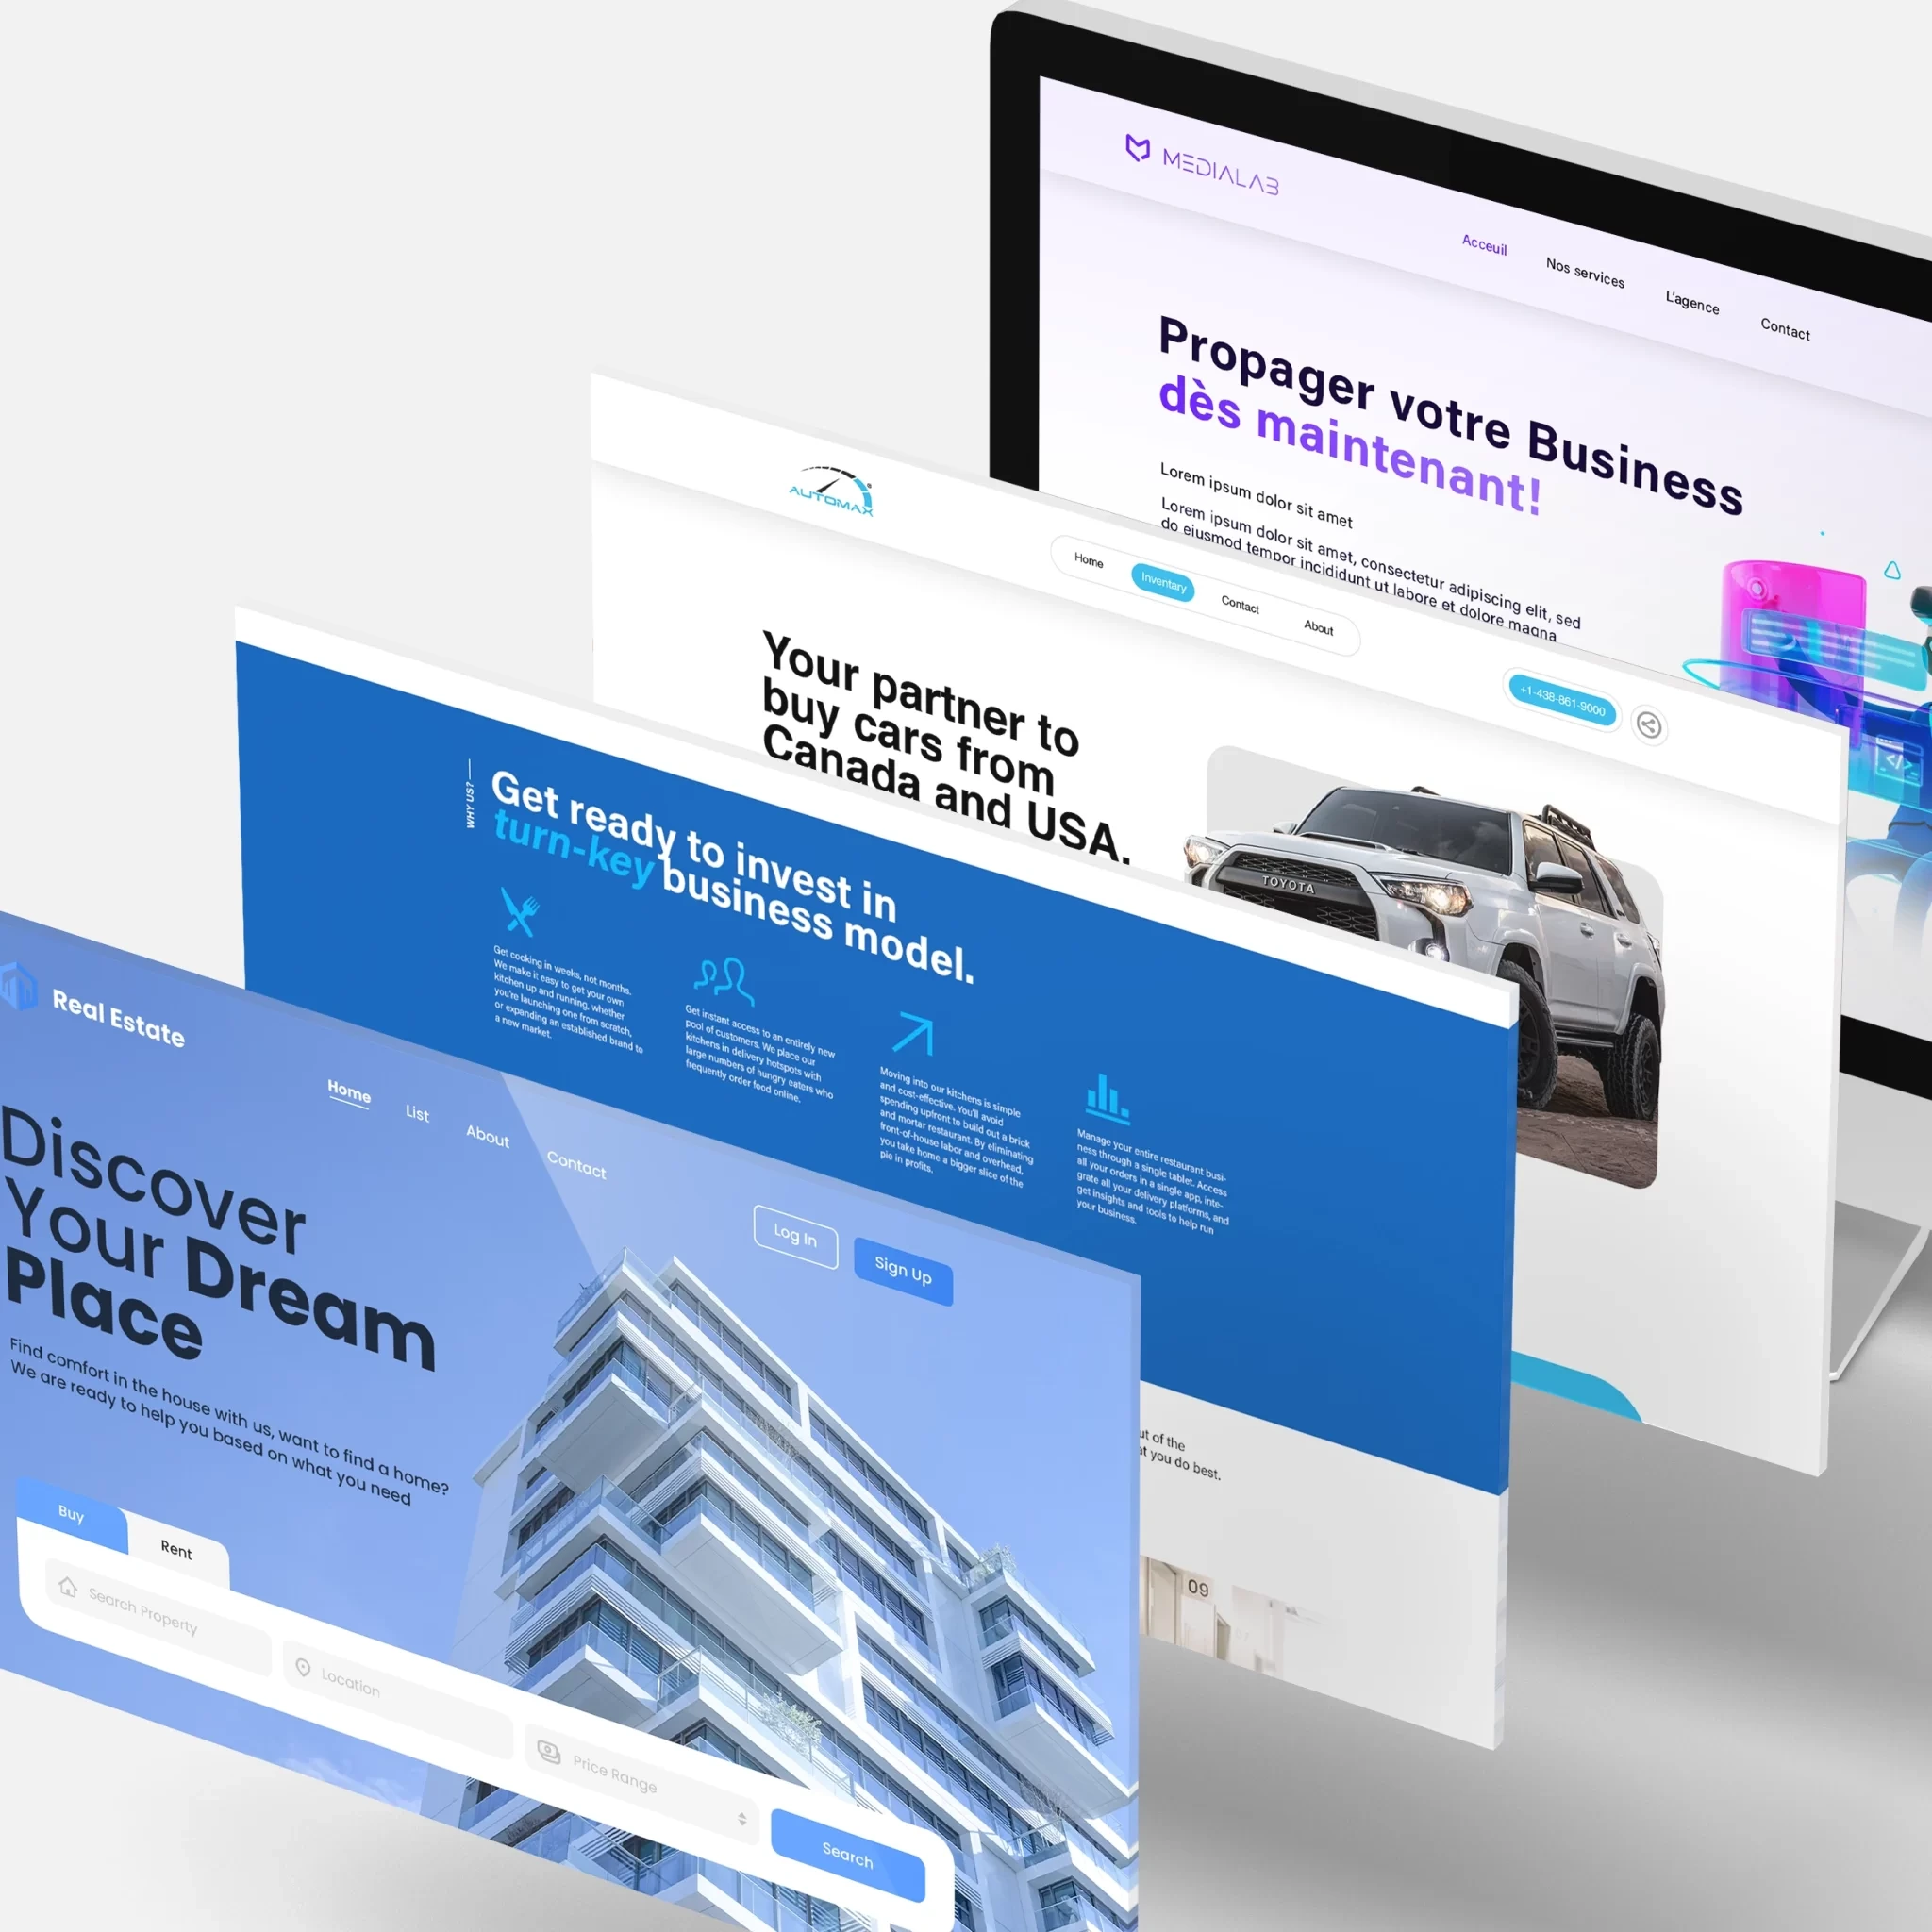 MEDIALAB
Acceuil
Nos services
L'agence
Contact
Propager votre Business
dès maintenant!
Lorem ipsum dolor sit amet
Lorem ipsum dolor sit amet, consectetur adipiscing elit, sed
do eiusmod tempor incididunt ut labore et dolore magna
</>
AUTOMAX
Home
Inventary
Contact
About
+1-438-861-9000
Your partner to
buy cars from
Canada and USA.
TOYOTA
WHY US?
Get ready to invest in
turn-key business model.
Get cooking in weeks, not months.
We make it easy to get your own
kitchen up and running, whether
you're launching one from scratch,
or expanding an established brand to
a new market.
Get instant access to an entirely new
pool of customers. We place our
kitchens in delivery hotspots with
large numbers of hungry eaters who
frequently order food online.
Moving into our kitchens is simple
and cost-effective. You'll avoid
spending upfront to build out a brick
and mortar restaurant. By eliminating
front-of-house labor and overhead,
you take home a bigger slice of the
pie in profits.
Manage your entire restaurant busi-
ness through a single tablet. Access
all your orders in a single app, inte-
grate all your delivery platforms, and
get insights and tools to help run
your business.
of the
you do best.
09
Real Estate
Home
List
About
Contact
Log In
Sign Up
Discover
Your Dream
Place
Find comfort in the house with us, want to find a home?
We are ready to help you based on what you need
Buy
Rent
Search Property
Location
Price Range
Search